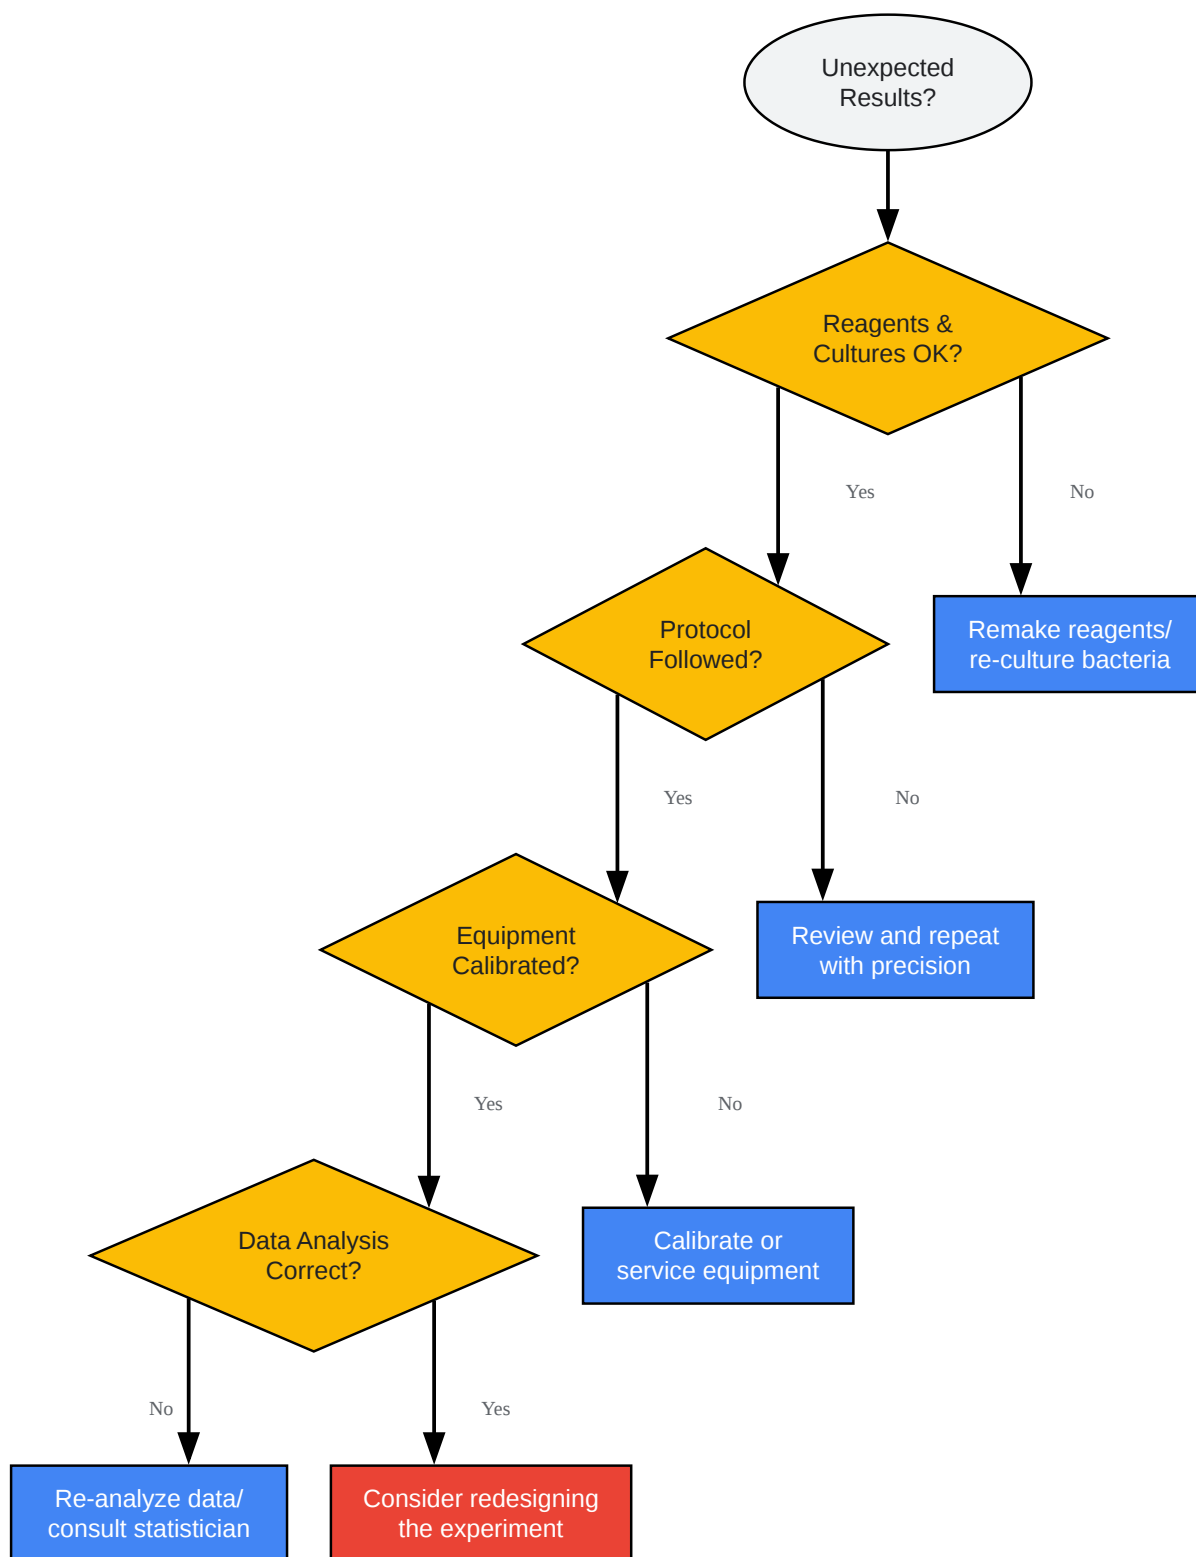 Unexpected
Results?
Reagents &
Cultures OK?
Yes
No
Protocol
Followed?
Remake reagents/
re-culture bacteria
Yes
No
Equipment
Calibrated?
Review and repeat
with precision
Yes
No
Data Analysis
Correct?
Calibrate or
service equipment
No
Yes
Re-analyze data/
consult statistician
Consider redesigning
the experiment